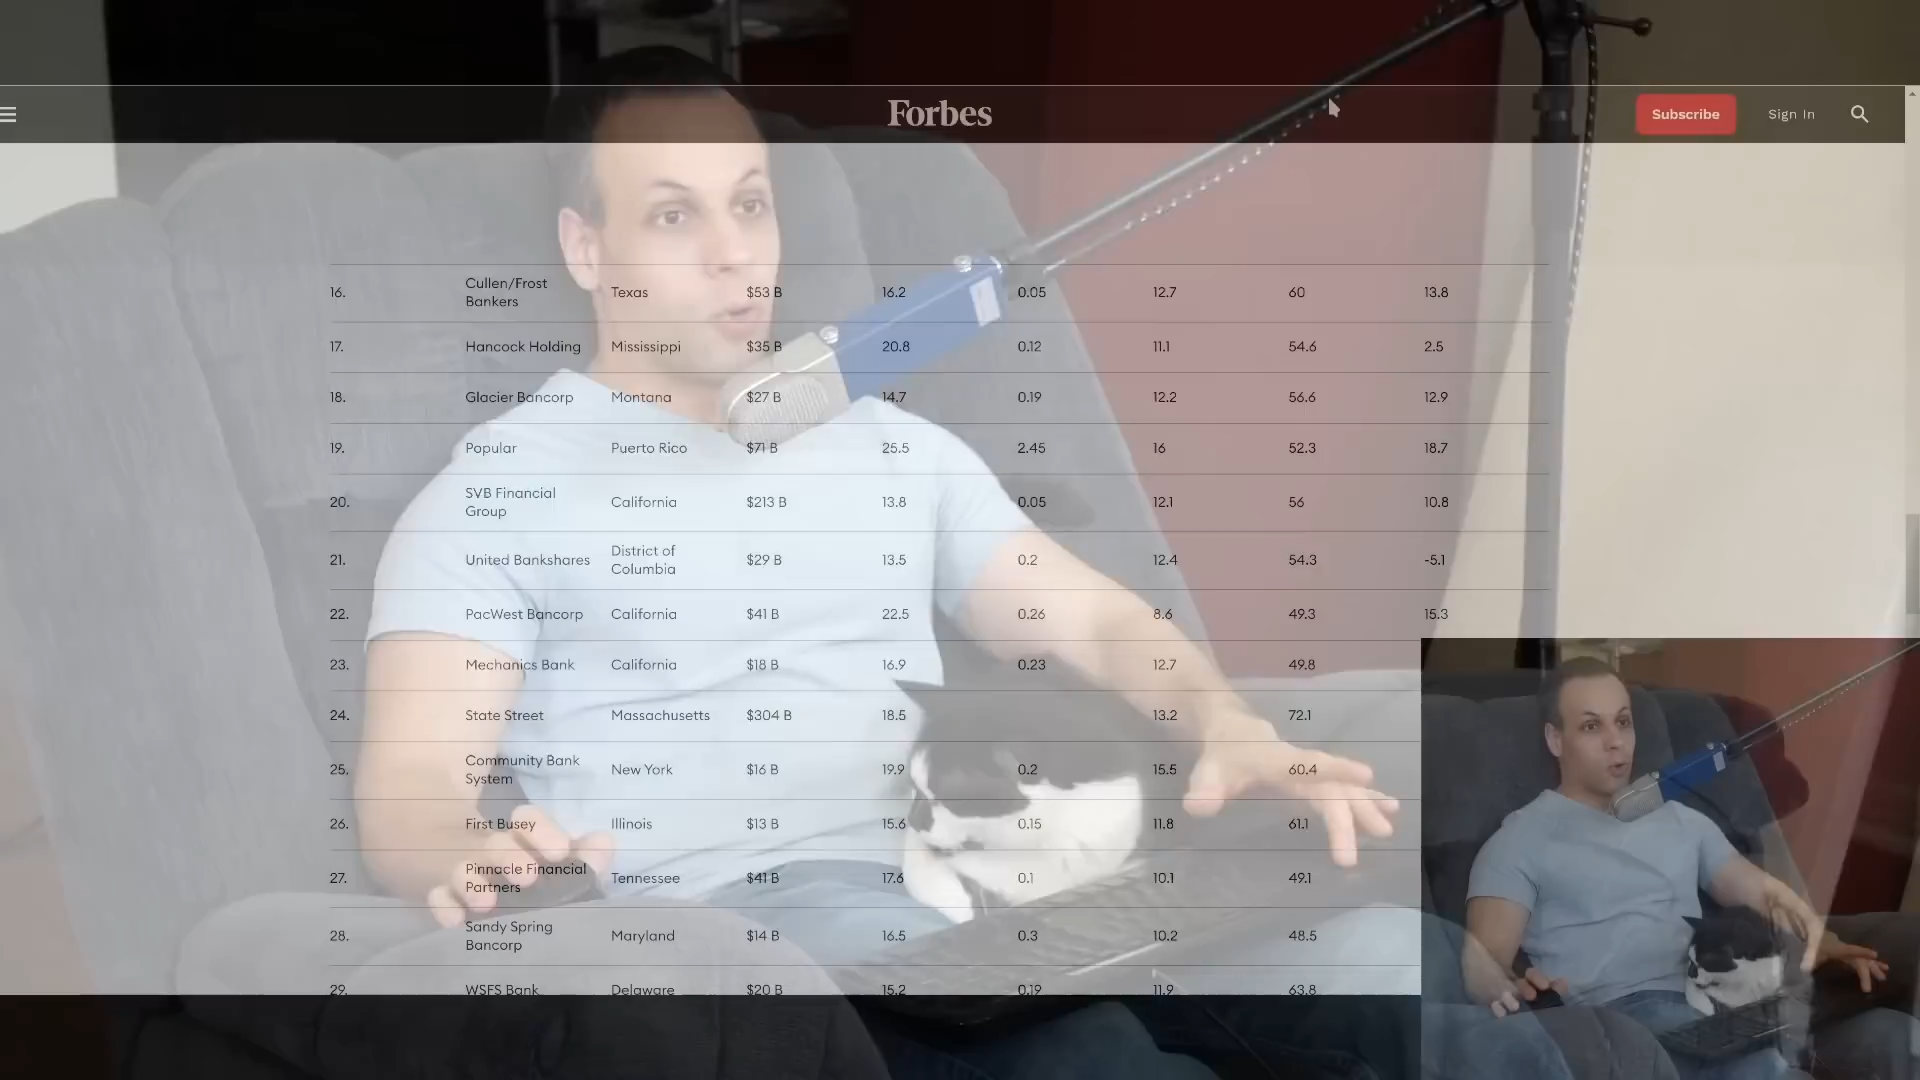 Forbes
Subscribe Sign In
16. Cullen/Frost Bankers Texas $53 B 16.2 0.05 12.7 60 13.8
17. Hancock Holding Mississippi $35 B 20.8 0.12 11.1 54.6 2.5
18. Glacier Bancorp Montana $27 B 14.7 0.19 12.2 56.6 12.9
19. Popular Puerto Rico $71 B 25.5 2.45 16 52.3 18.7
20. SVB Financial Group California $213 B 13.8 0.05 12.1 56 10.8
21. United Bankshares District of Columbia $29 B 13.5 0.2 12.4 54.3 -5.1
22. PacWest Bancorp California $41 B 22.5 0.26 8.6 49.3 15.3
23. Mechanics Bank California $18 B 16.9 0.23 12.7 49.8
24. State Street Massachusetts $304 B 18.5 13.2 72.1
25. Community Bank System New York $16 B 19.9 0.2 15.5 60.4
26. First Busey Illinois $13 B 15.6 0.15 11.8 61.1
27. Pinnacle Financial Partners Tennessee $41 B 17.6 0.1 10.1 49.1
28. Sandy Spring Bancorp Maryland $14 B 16.5 0.3 10.2 48.5
29. WSFS Bank Delaware $20 B 15.2 0.19 11.9 63.8